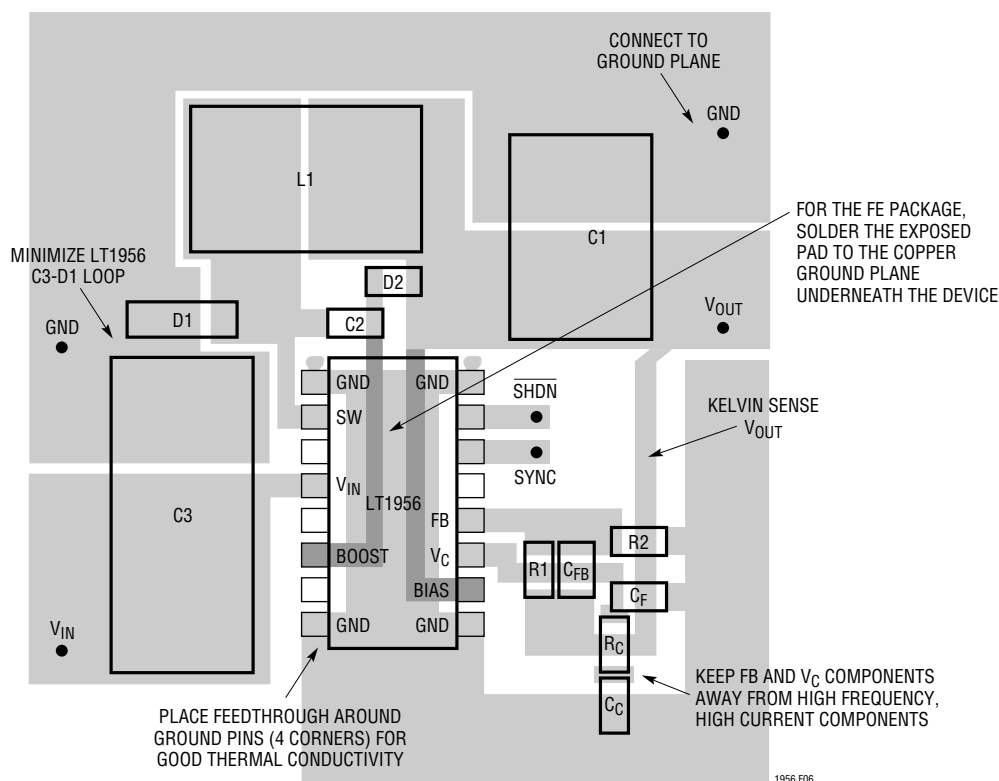 CONNECT TO
GROUND PLANE
GND
L1
C1
FOR THE FE PACKAGE,
SOLDER THE EXPOSED
PAD TO THE COPPER
GROUND PLANE
UNDERNEATH THE DEVICE
MINIMIZE LT1956
C3-D1 LOOP
D2
GND
D1
C2
VOUT
GND
GND
SHDN
SW
KELVIN SENSE
VOUT
SYNC
VIN
LT1956
C3
FB
R2
BOOST
VC
R1
CFB
BIAS
CF
VIN
GND
GND
RC
KEEP FB AND VC COMPONENTS
AWAY FROM HIGH FREQUENCY,
HIGH CURRENT COMPONENTS
CC
PLACE FEEDTHROUGH AROUND
GROUND PINS (4 CORNERS) FOR
GOOD THERMAL CONDUCTIVITY
1956 F06